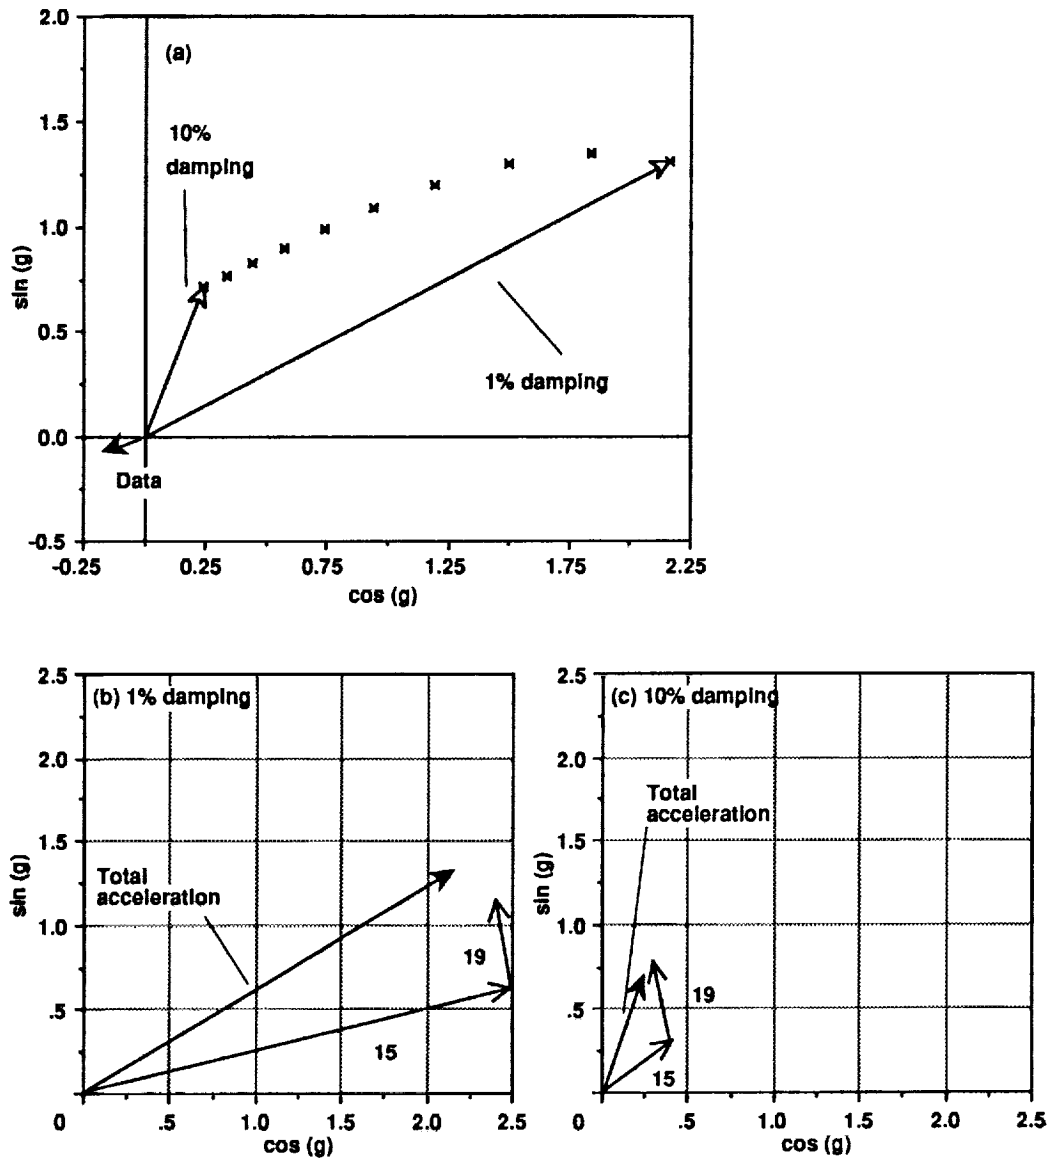 2.0
(a)
1.5
10%
damping
1.0
sin (g)
0.5
1% damping
0.0
Data
-0.5
-0.25
0.25
0.75
1.25
1.75
2.25
cos (g)
2.5
(b) 1% damping
2.0
1.5
Total
acceleration
sin (g)
1.0
19
.5
15
0
.5
1.0
1.5
2.0
2.5
cos (g)
2.5
(c) 10% damping
2.0
Total
acceleration
1.5
sin (g)
1.0
19
.5
15
0
.5
1.0
1.5
2.0
2.5
cos (g)